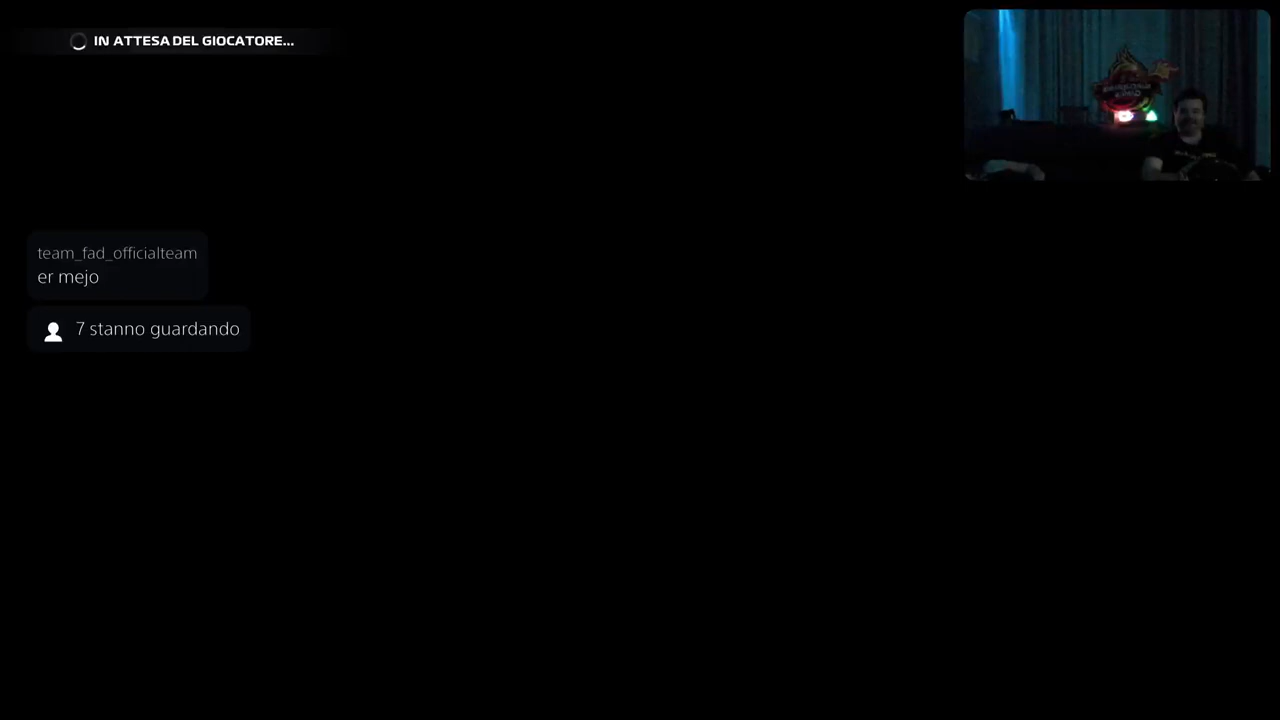 IN ATTESA DEL GIOCATORE...
team_fad_officialteam
er mejo
7 stanno guardando